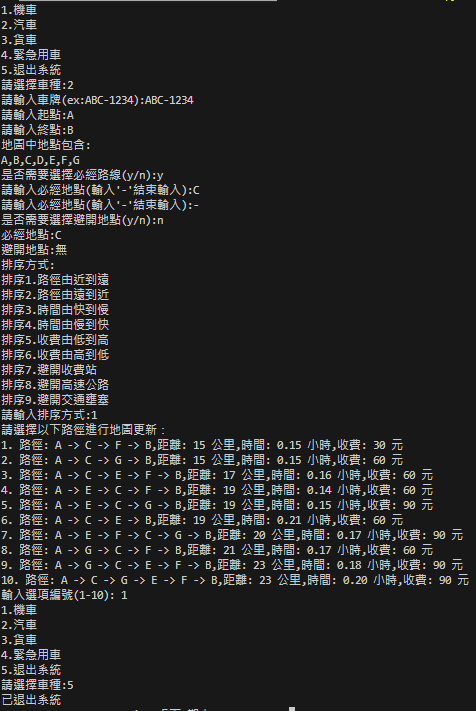 1.機車
2.汽車
3.貨車
4.緊急用車
5.退出系統
請選擇車種:2
請輸入車牌(ex:ABC-1234):ABC-1234
請輸入起點:A
請輸入終點:B
地圖中地點包含:
A,B,C,D,E,F,G
是否需要選擇必經路線(y/n):y
請輸入必經地點(輸入'-'結束輸入):C
請輸入必經地點(輸入'-'結束輸入):-
是否需要選擇避開地點(y/n):n
必經地點:C
避開地點:無
排序方式:
排序1.路徑由近到遠
排序2.路徑由遠到近
排序3.時間由快到慢
排序4.時間由慢到快
排序5.收費由低到高
排序6.收費由高到低
排序7.避開收費站
排序8.避開高速公路
排序9.避開交通壅塞
請輸入排序方式:1
請選擇以下路徑進行地圖更新：
1. 路徑: A -> C -> F -> B,距離: 15 公里,時間: 0.15 小時,收費: 30 元
2. 路徑: A -> C -> G -> B,距離: 15 公里,時間: 0.15 小時,收費: 60 元
3. 路徑: A -> C -> E -> F -> B,距離: 17 公里,時間: 0.16 小時,收費: 60 元
4. 路徑: A -> E -> C -> F -> B,距離: 19 公里,時間: 0.14 小時,收費: 60 元
5. 路徑: A -> E -> C -> G -> B,距離: 19 公里,時間: 0.15 小時,收費: 90 元
6. 路徑: A -> C -> E -> B,距離: 19 公里,時間: 0.21 小時,收費: 60 元
7. 路徑: A -> E -> F -> C -> G -> B,距離: 20 公里,時間: 0.17 小時,收費: 90 元
8. 路徑: A -> G -> C -> F -> B,距離: 21 公里,時間: 0.17 小時,收費: 60 元
9. 路徑: A -> G -> C -> E -> F -> B,距離: 23 公里,時間: 0.18 小時,收費: 90 元
10. 路徑: A -> C -> G -> E -> F -> B,距離: 23 公里,時間: 0.20 小時,收費: 90 元
輸入選項編號(1-10): 1
1.機車
2.汽車
3.貨車
4.緊急用車
5.退出系統
請選擇車種:5
已退出系統